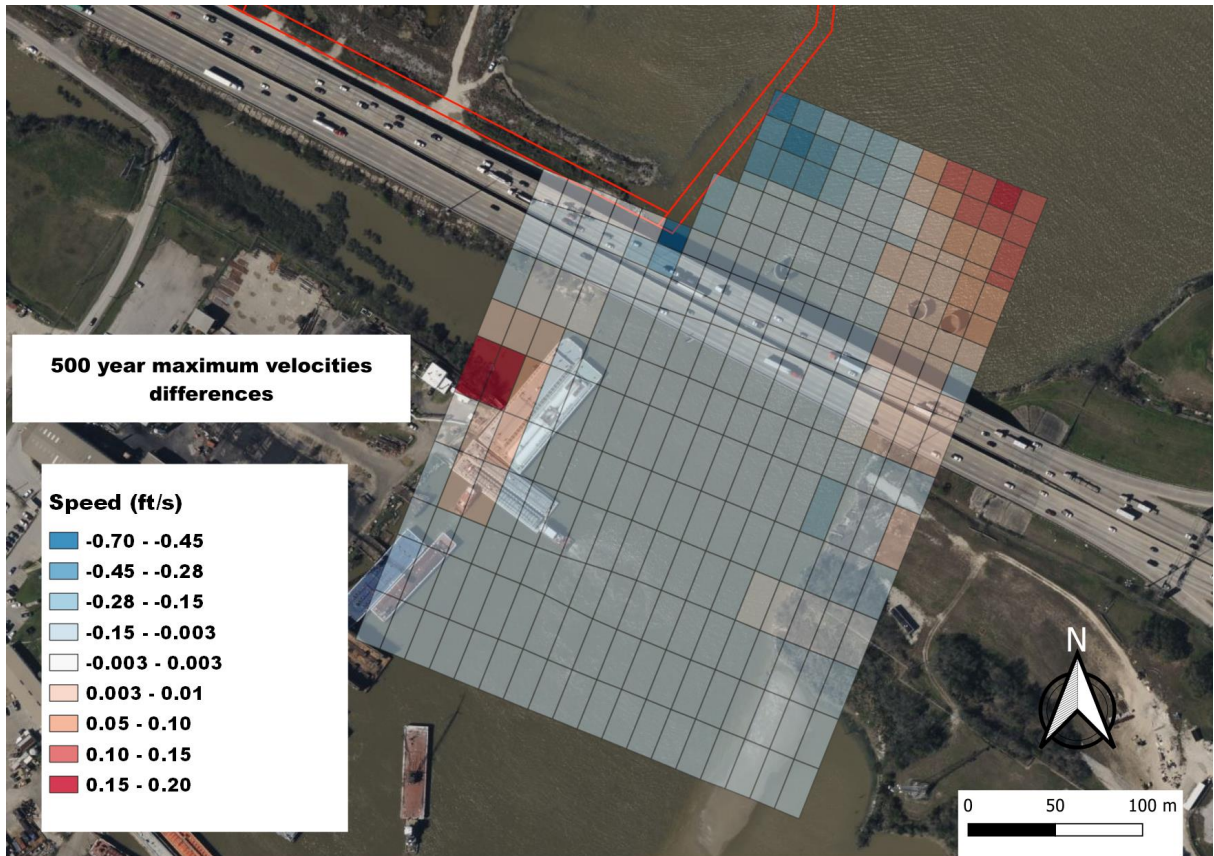 500 year maximum velocities
differences
Speed (ft/s)
-0.70 - -0.45
-0.45 - -0.28
-0.28 - -0.15
-0.15 - -0.003
-0.003 - 0.003
0.003 - 0.01
0.05 - 0.10
0.10 - 0.15
0.15 - 0.20
N
0 50 100 m